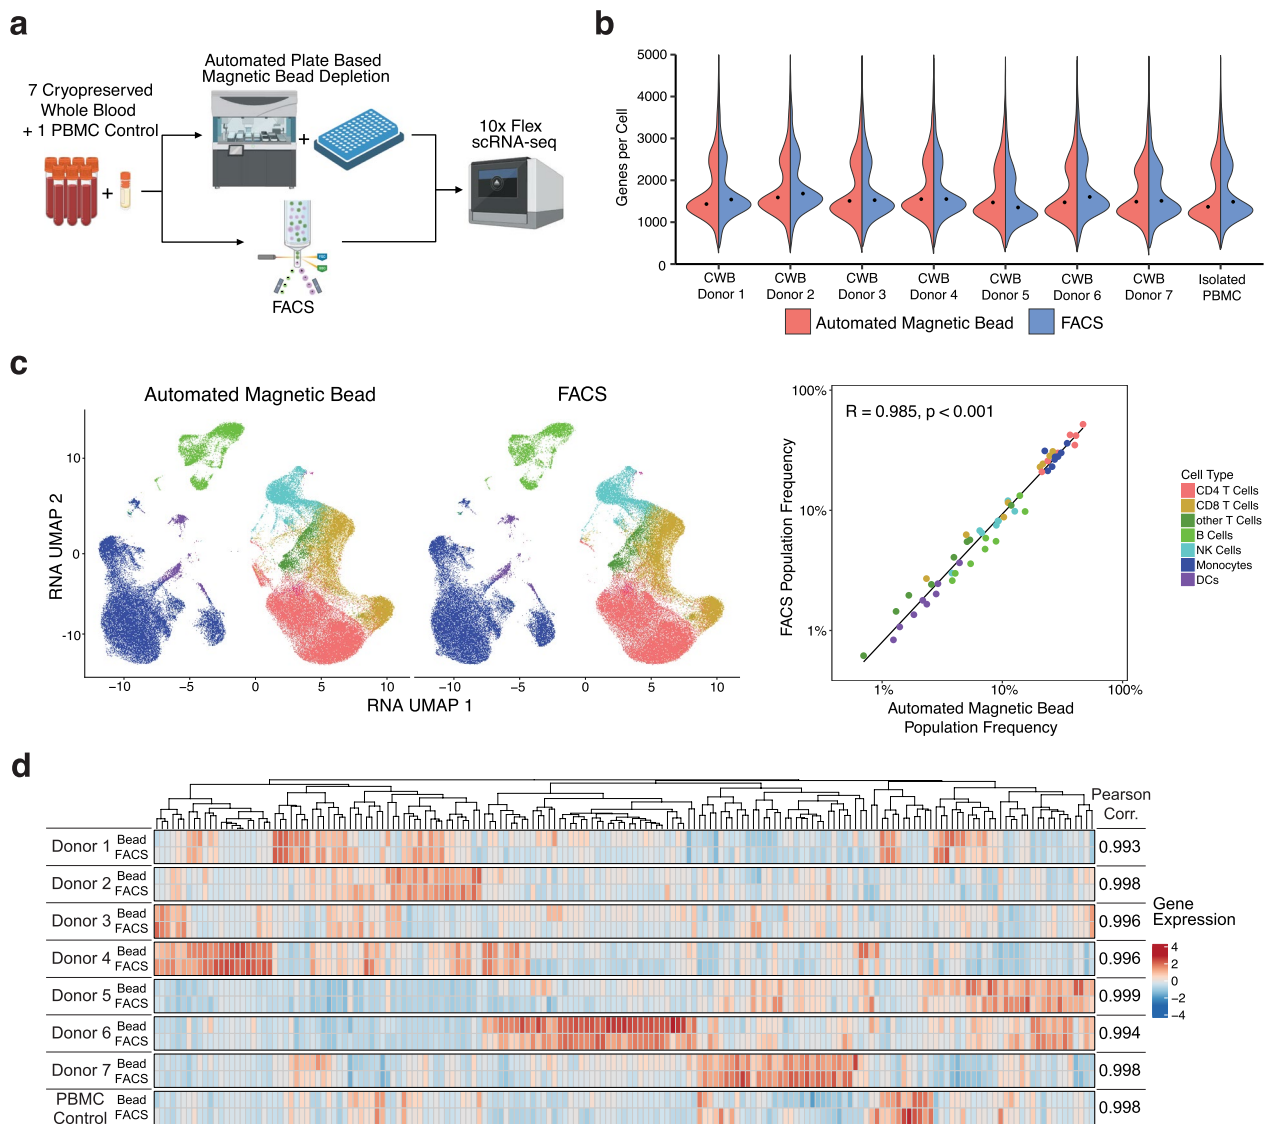 a
7 Cryopreserved
Whole Blood
+ 1 PBMC Control
+
Automated Plate Based
Magnetic Bead Depletion
+
FACS
10x Flex
scRNA-seq
b
Genes per Cell
5000
4000
3000
2000
1000
0
CWB
Donor 1
CWB
Donor 2
CWB
Donor 3
CWB
Donor 4
CWB
Donor 5
CWB
Donor 6
CWB
Donor 7
Isolated
PBMC
Automated Magnetic Bead
FACS
c
Automated Magnetic Bead
FACS
RNA UMAP 2
10
0
-10
−10 −5 0 5 10
−10 −5 0 5 10
RNA UMAP 1
R = 0.985, p < 0.001
FACS Population Frequency
100%
10%
1%
1% 10% 100%
Automated Magnetic Bead
Population Frequency
Cell Type
CD4 T Cells
CD8 T Cells
other T Cells
B Cells
NK Cells
Monocytes
DCs
d
Pearson
Corr.
Donor 1 Bead FACS 0.993
Donor 2 Bead FACS 0.998
Donor 3 Bead FACS 0.996
Donor 4 Bead FACS 0.996
Donor 5 Bead FACS 0.999
Donor 6 Bead FACS 0.994
Donor 7 Bead FACS 0.998
PBMC Control Bead FACS 0.998
Gene
Expression
4
2
0
−2
−4